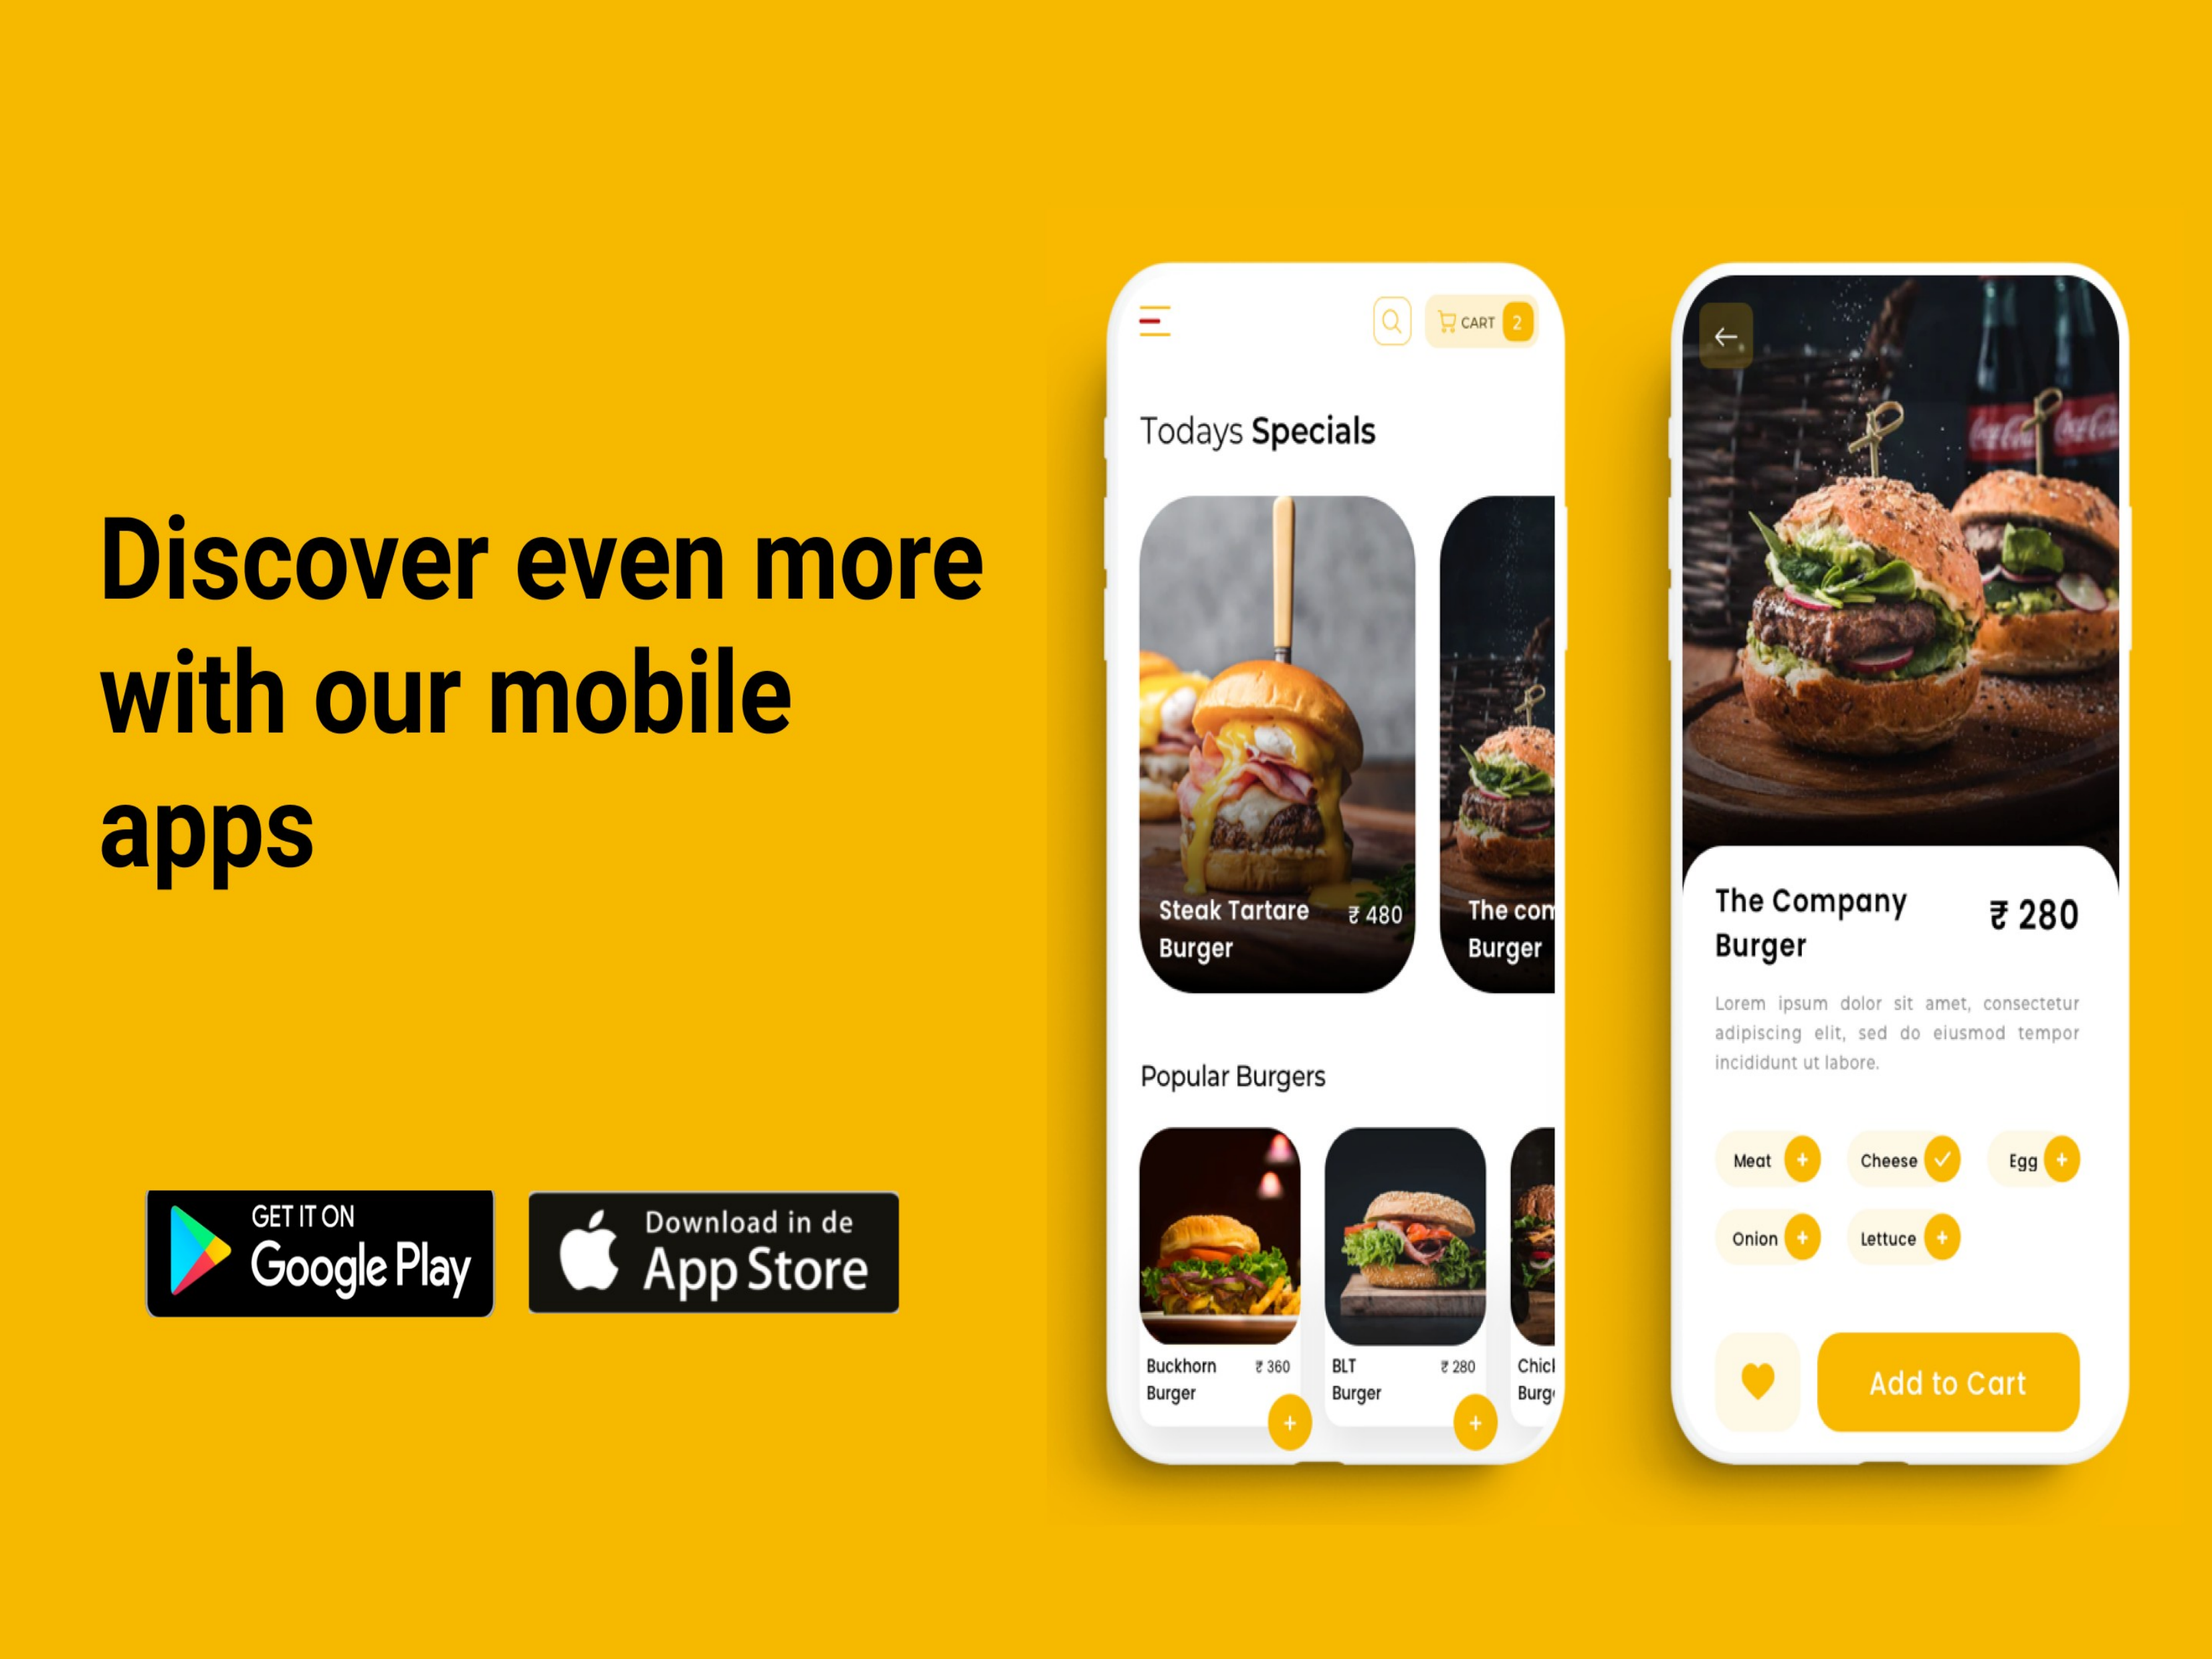 Discover even more
with our mobile
apps
GET IT ON
Google Play
Download in de
App Store
CART 2
Todays Specials
Steak Tartare ₹ 480
Burger
The com
Burger
Popular Burgers
Buckhorn ₹ 360
Burger
BLT ₹ 280
Burger
Chic
Burg
Coca-Cola
The Company ₹ 280
Burger
Lorem ipsum dolor sit amet, consectetur
adipiscing elit, sed do eiusmod tempor
incididunt ut labore.
Meat
Cheese
Egg
Onion
Lettuce
Add to Cart